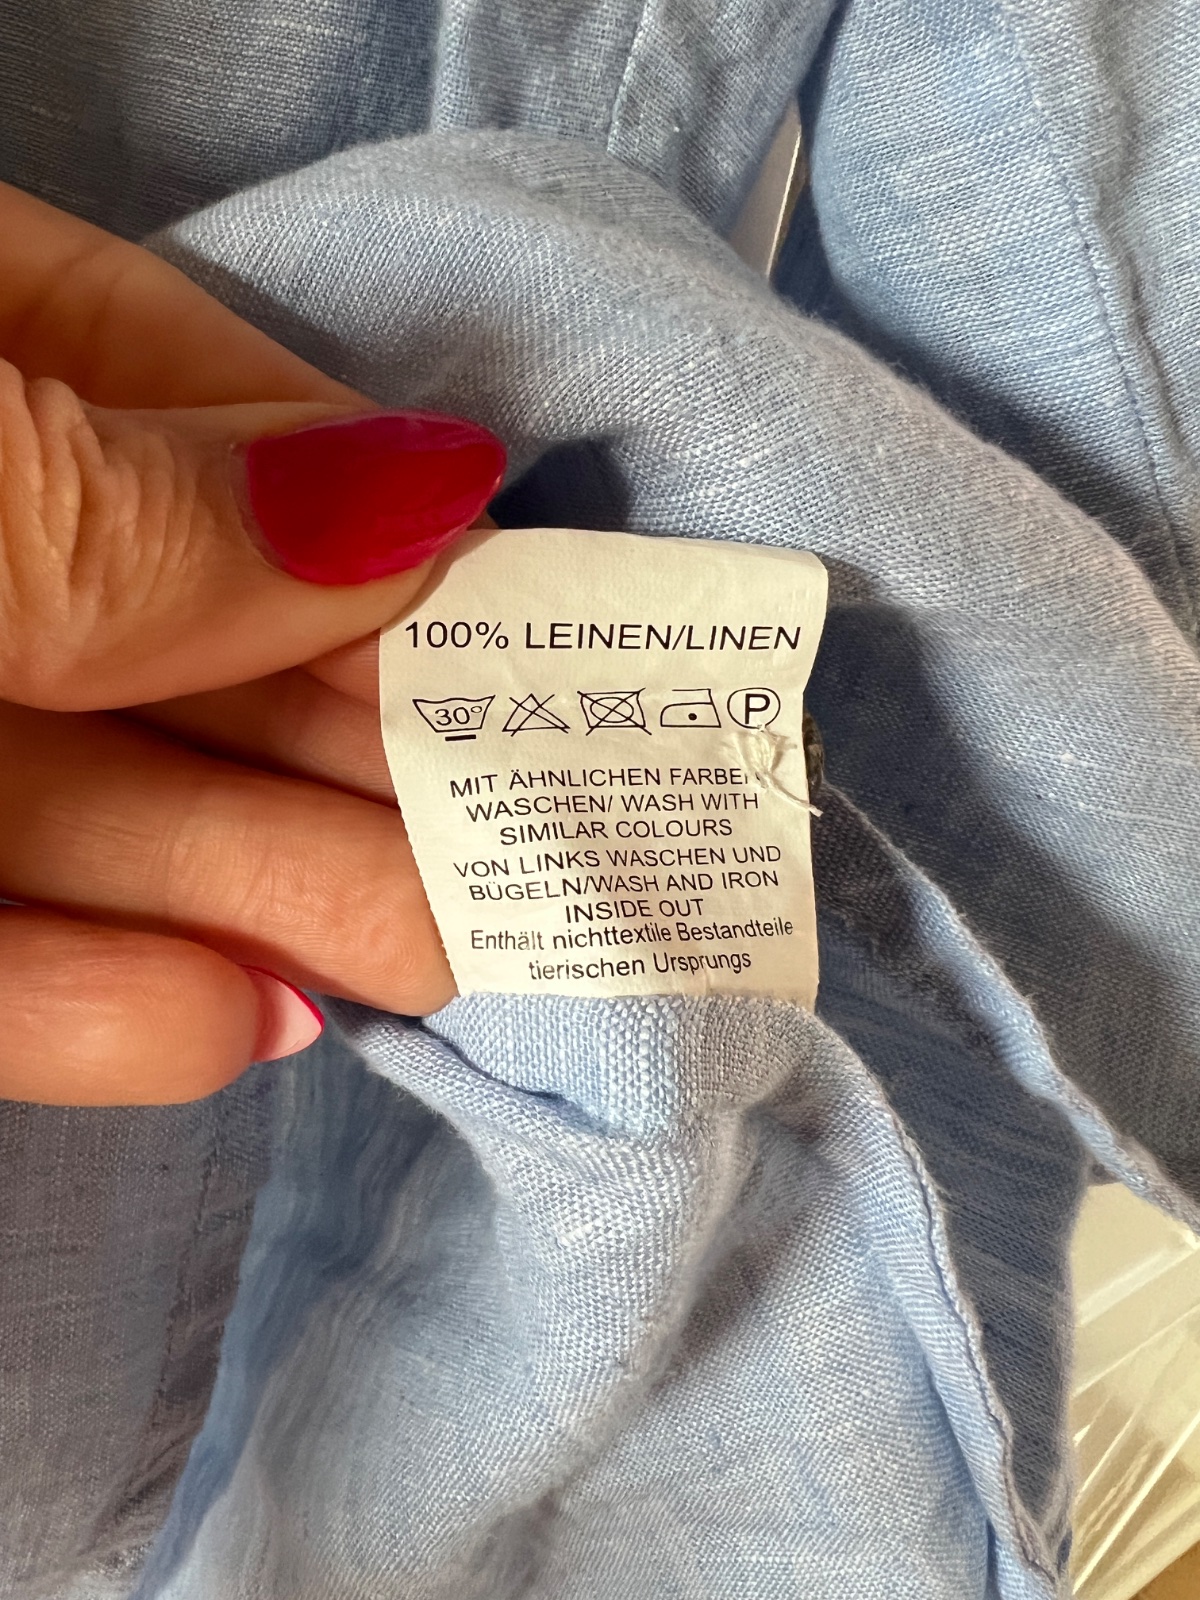 100% LEINEN/LINEN
30° P
MIT ÄHNLICHEN FARBEN
WASCHEN/ WASH WITH
SIMILAR COLOURS
VON LINKS WASCHEN UND
BÜGELN/WASH AND IRON
INSIDE OUT
Enthält nichttextile Bestandteile
tierischen Ursprungs